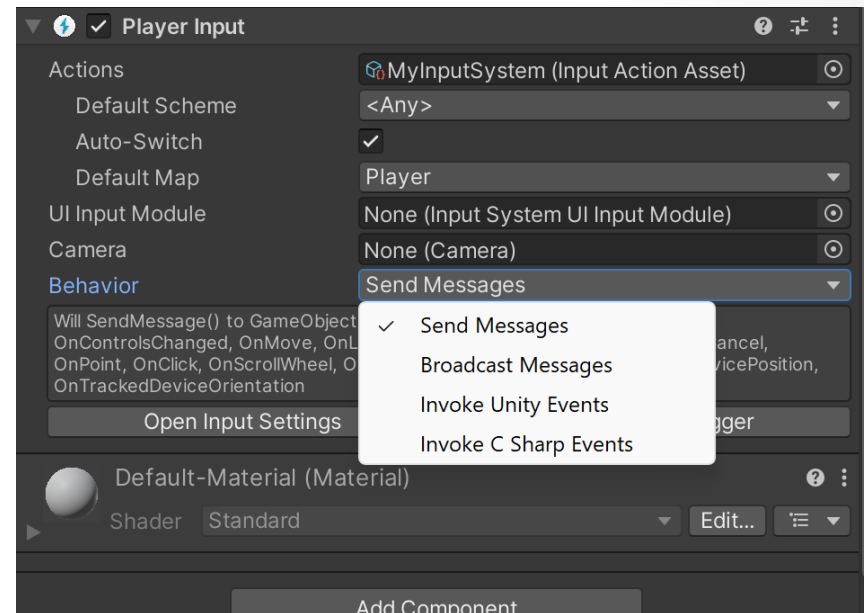 Player Input
Actions
MyInputSystem (Input Action Asset)
Default Scheme
<Any>
Auto-Switch
Default Map
Player
UI Input Module
None (Input System UI Input Module)
Camera
None (Camera)
Behavior
Send Messages
Will SendMessage() to GameObject
OnControlsChanged, OnMove, OnL ancel,
OnPoint, OnClick, OnScrollWheel, O vicePosition,
OnTrackedDeviceOrientation
Send Messages
Broadcast Messages
Invoke Unity Events
Invoke C Sharp Events
Open Input Settings
gger
Default-Material (Material)
Shader
Standard
Edit...
Add Component